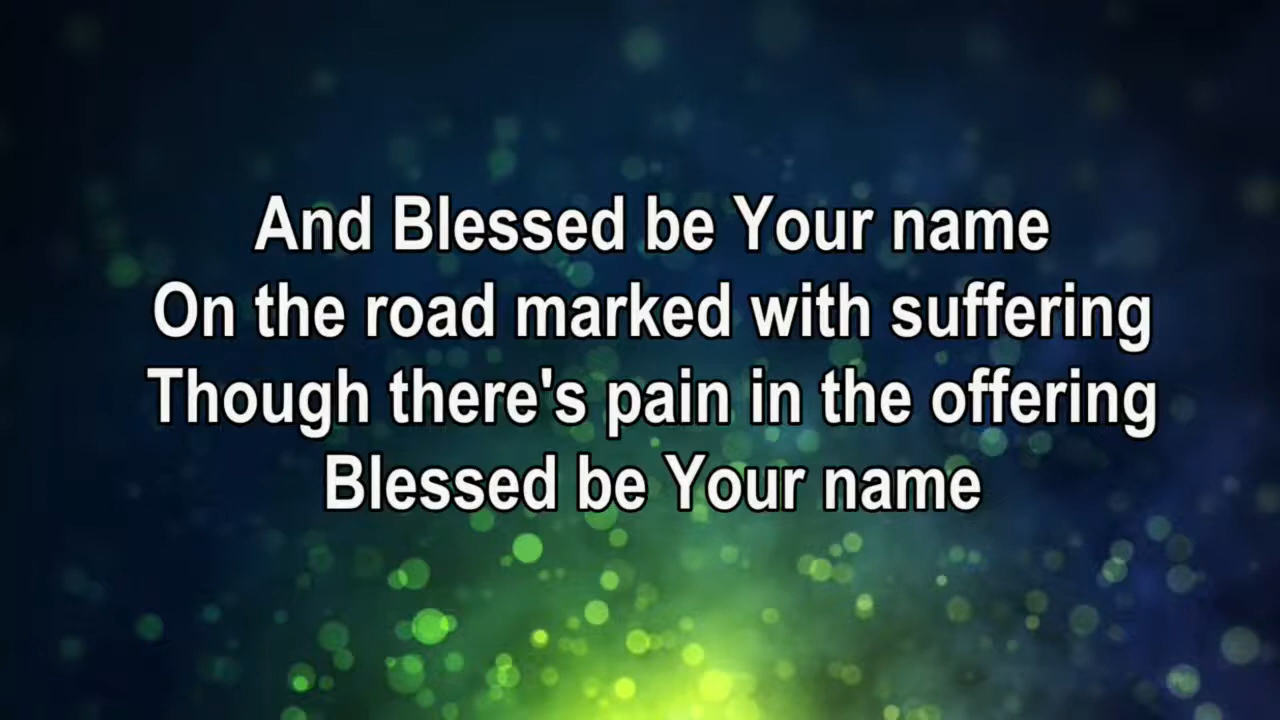 And Blessed be Your name
On the road marked with suffering
Though there's pain in the offering
Blessed be Your name